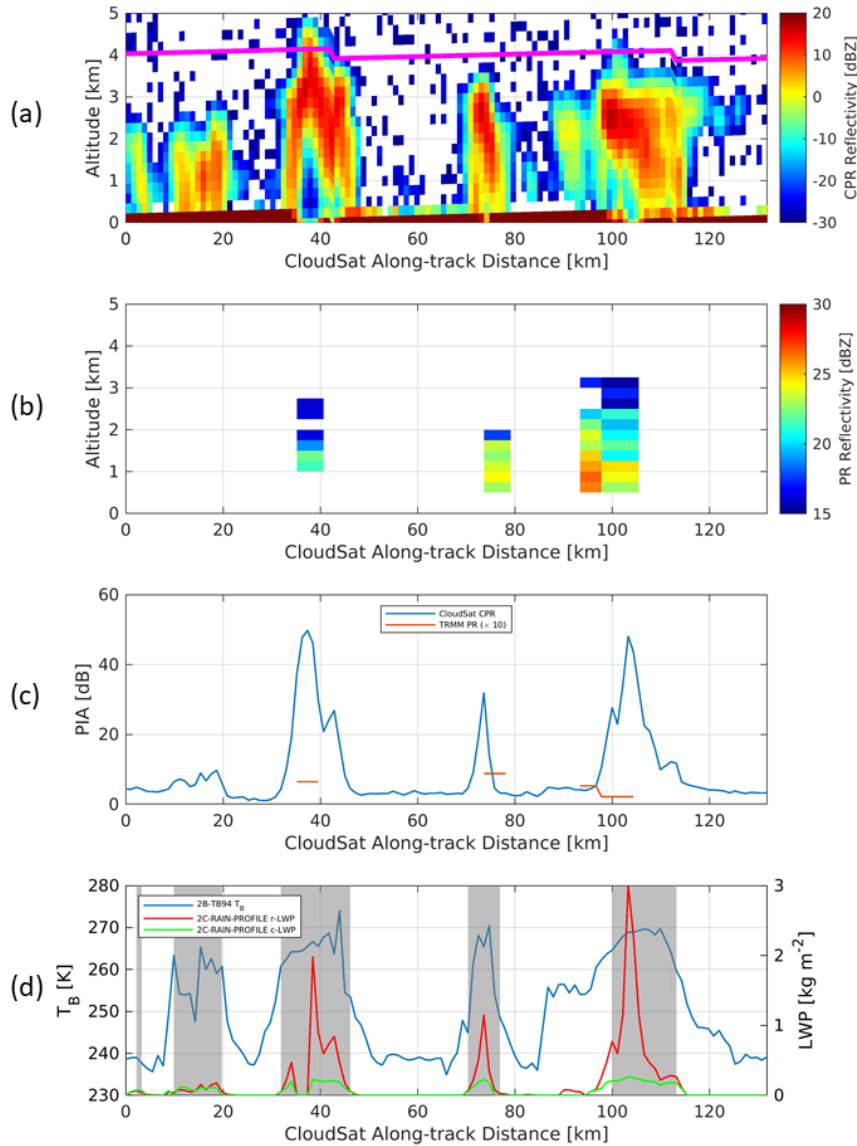 (a)
Altitude [km]
5
4
3
2
1
0
0 20 40 60 80 100 120
CloudSat Along-track Distance [km]
20
10
0
-10
-20
-30
CPR Reflectivity [dBZ]
(b)
Altitude [km]
5
4
3
2
1
0
0 20 40 60 80 100 120
CloudSat Along-track Distance [km]
30
25
20
15
PR Reflectivity [dBZ]
(c)
PIA [dB]
60
40
20
0
CloudSat CPR
TRMM PR (× 10)
0 20 40 60 80 100 120
CloudSat Along-track Distance [km]
(d)
T_B [K]
280
270
260
250
240
230
2B-TB94 T_B
2C-RAIN-PROFILE r-LWP
2C-RAIN-PROFILE c-LWP
3
2
1
0
LWP [kg m⁻²]
0 20 40 60 80 100 120
CloudSat Along-track Distance [km]